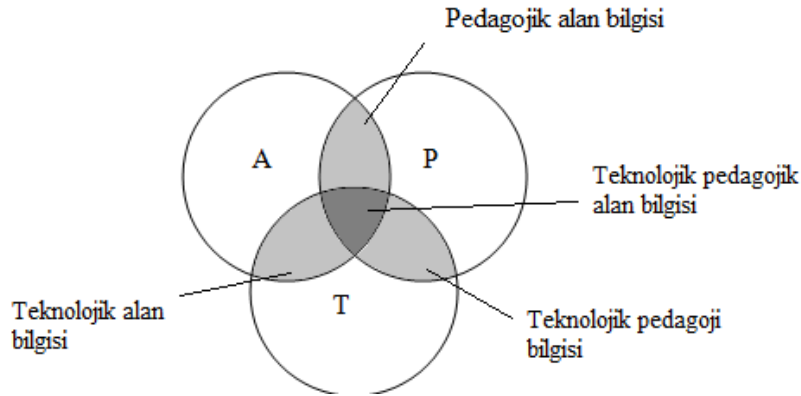 Pedagojik alan bilgisi
A
P
Teknolojik pedagojik
alan bilgisi
Teknolojik alan
bilgisi
T
Teknolojik pedagoji
bilgisi